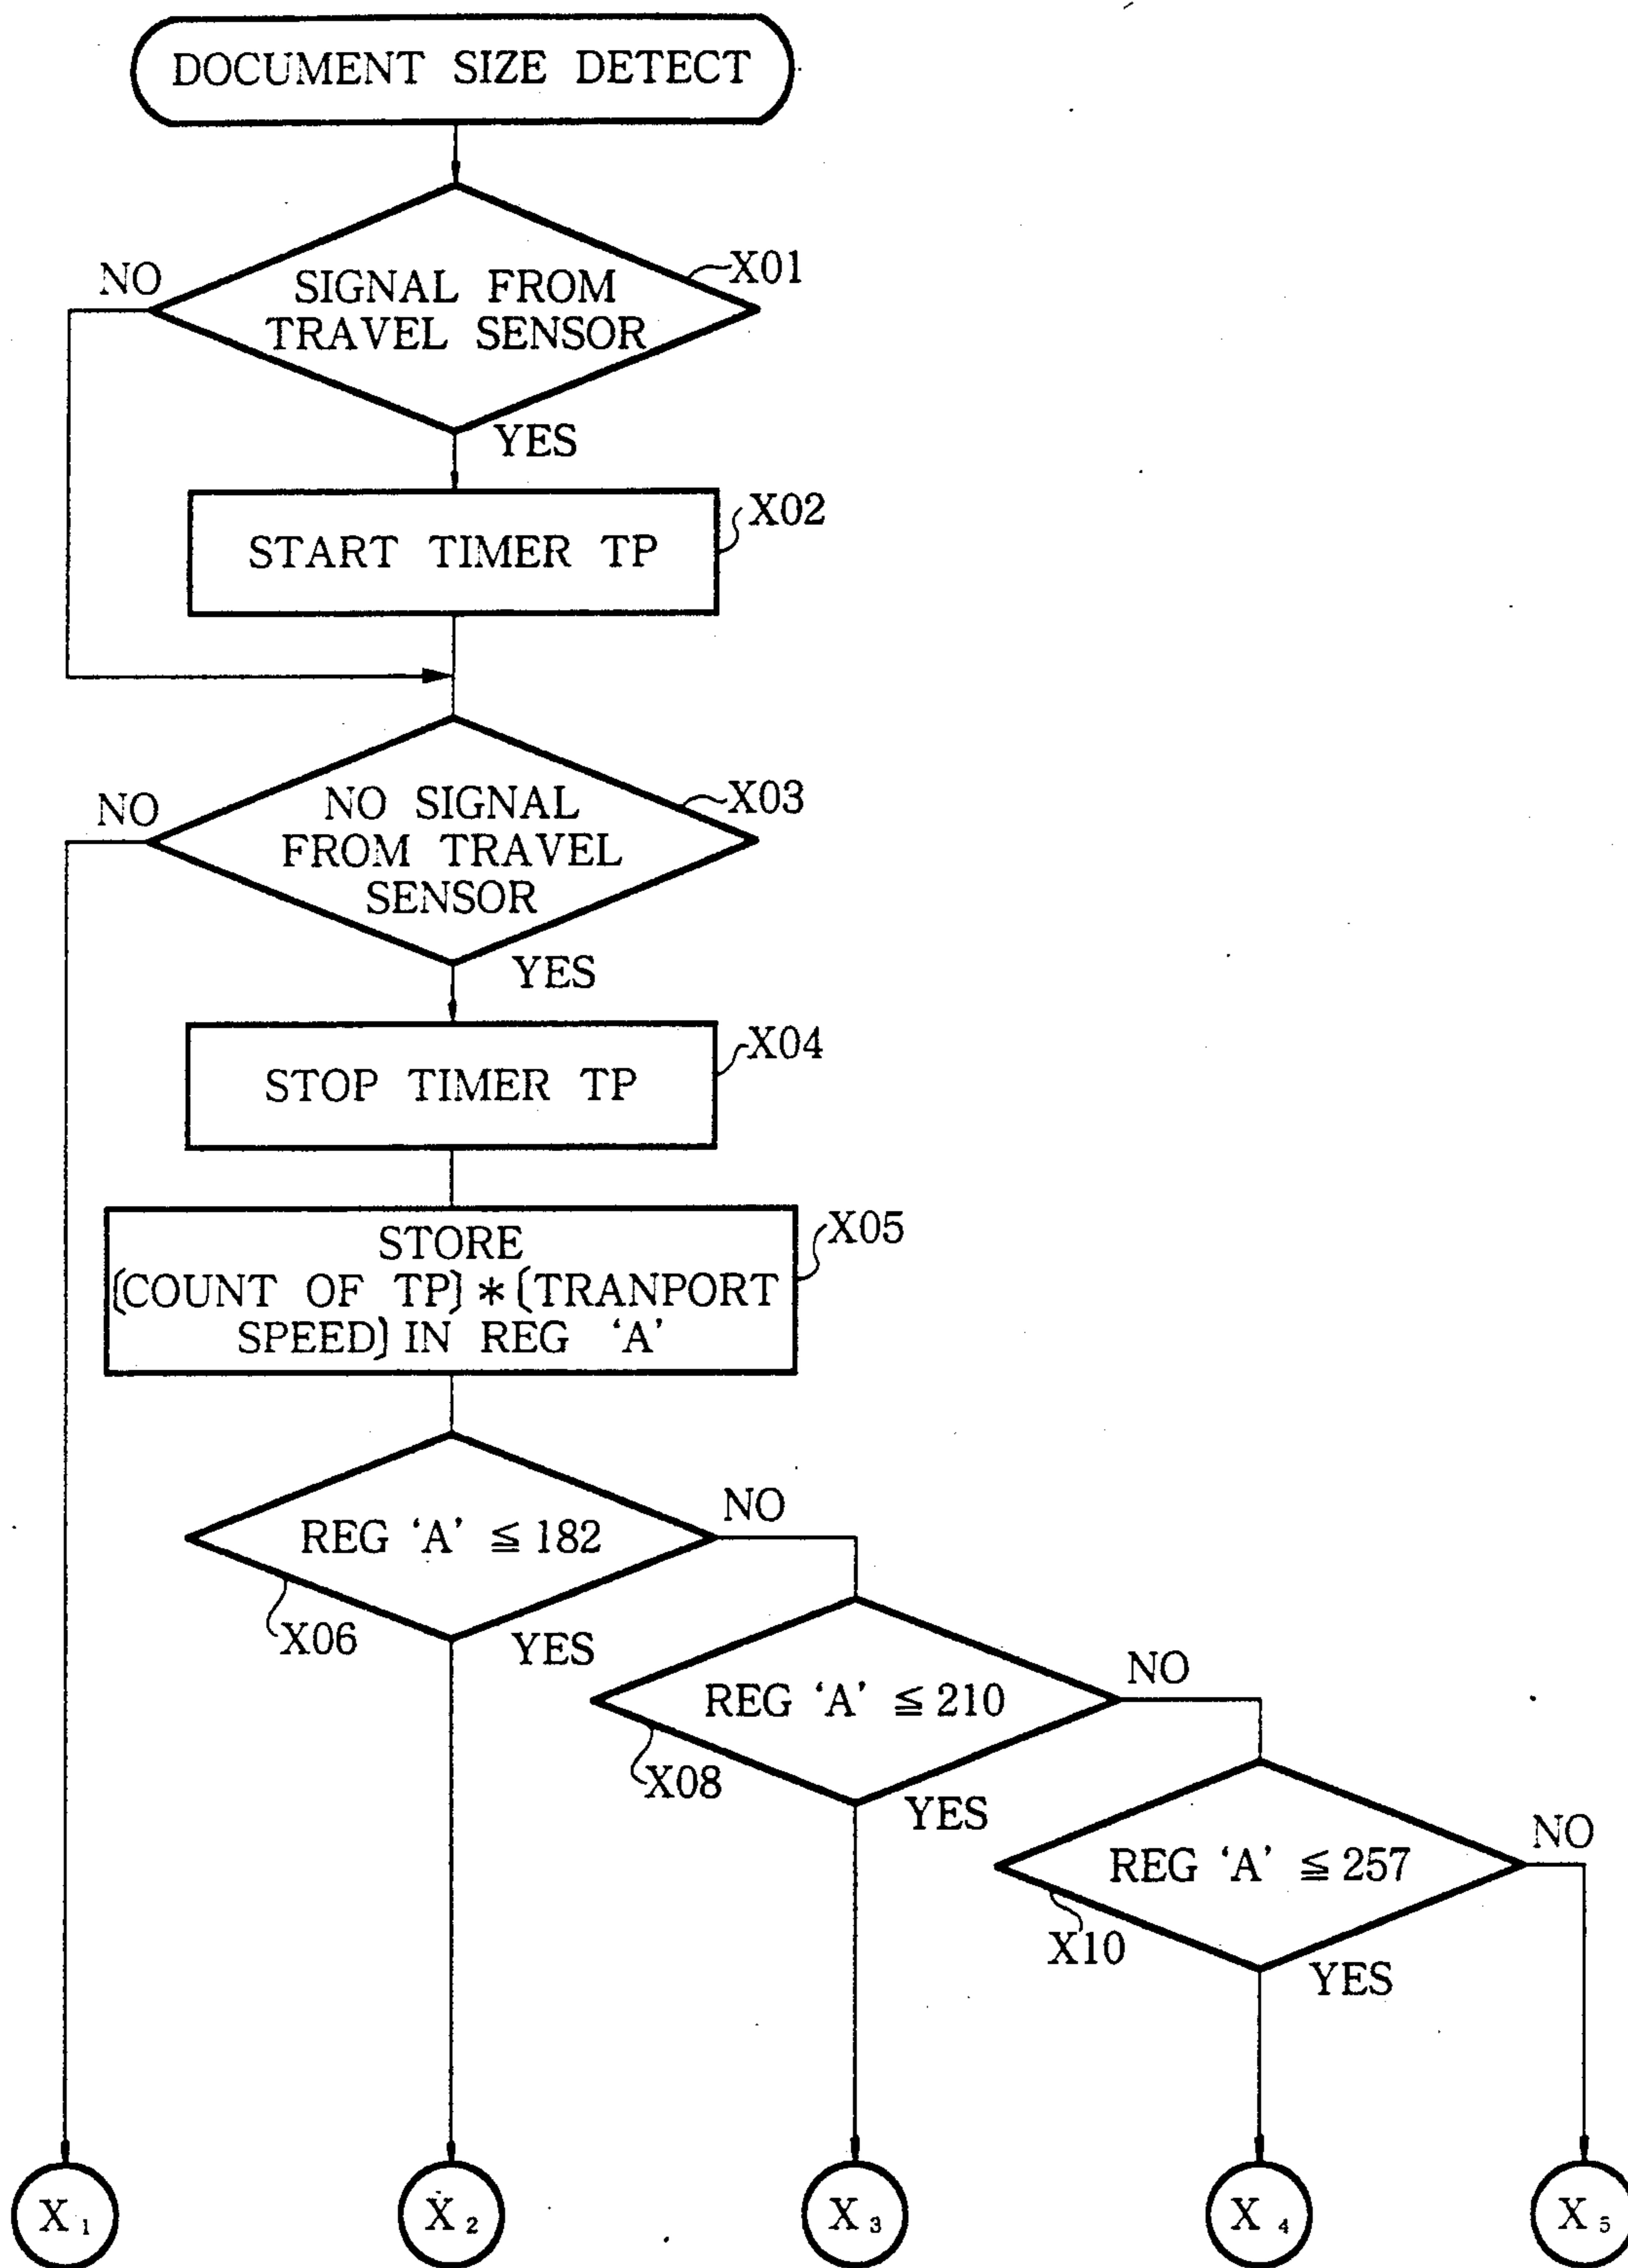 DOCUMENT SIZE DETECT
NO
SIGNAL FROM
TRAVEL SENSOR
X01
YES
START TIMER TP
X02
NO
NO SIGNAL
FROM TRAVEL
SENSOR
X03
YES
STOP TIMER TP
X04
STORE
[COUNT OF TP] * [TRANPORT
SPEED] IN REG 'A'
X05
REG 'A' ≦ 182
NO
X06
YES
REG 'A' ≦ 210
NO
X08
YES
REG 'A' ≦ 257
NO
X10
YES
X₁
X₂
X₃
X₄
X₅